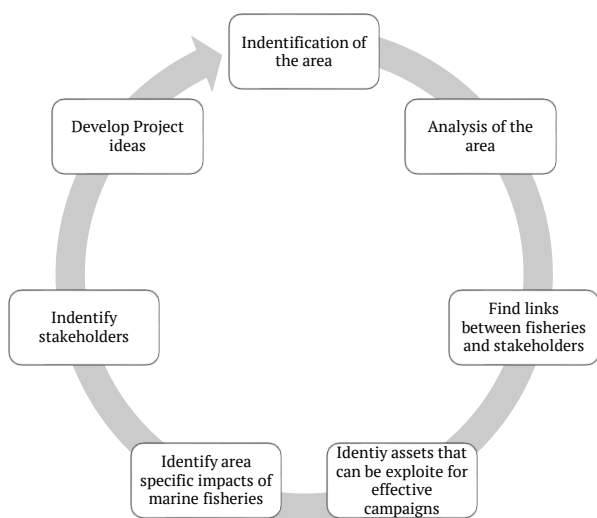 Indentification of
the area
Analysis of the
area
Find links
between fisheries
and stakeholders
Identiy assets that
can be exploite for
effective
campaigns
Identify area
specific impacts of
marine fisheries
Indentify
stakeholders
Develop Project
ideas